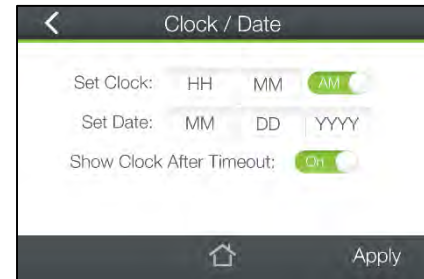 Clock / Date
Set Clock: HH MM AM
Set Date: MM DD YYYY
Show Clock After Timeout: On
Apply